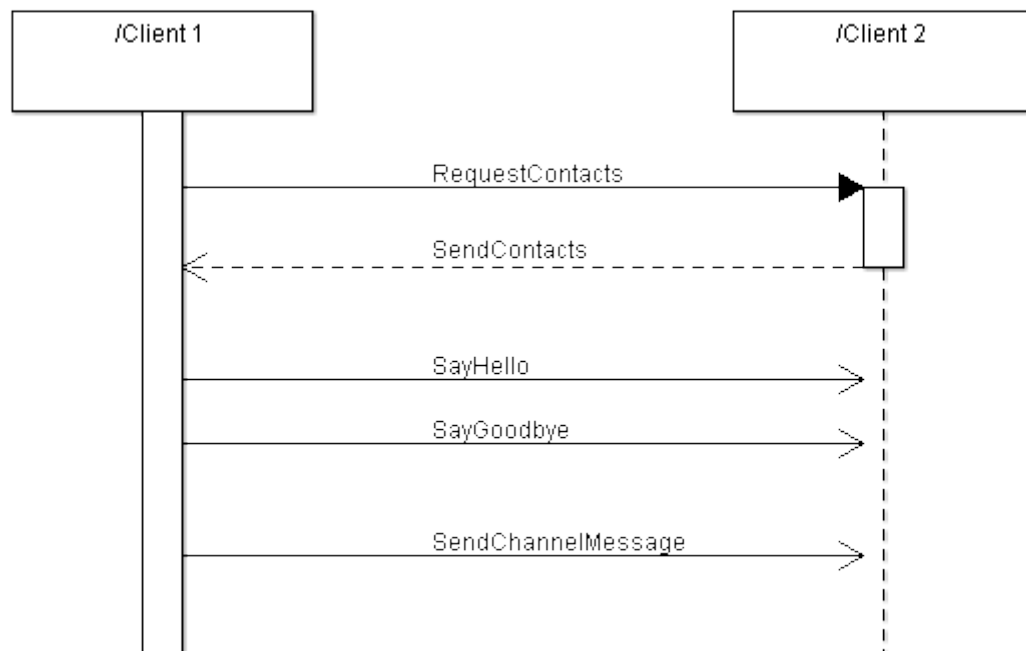 /Client 1
/Client 2
RequestContacts
SendContacts
SayHello
SayGoodbye
SendChannelMessage